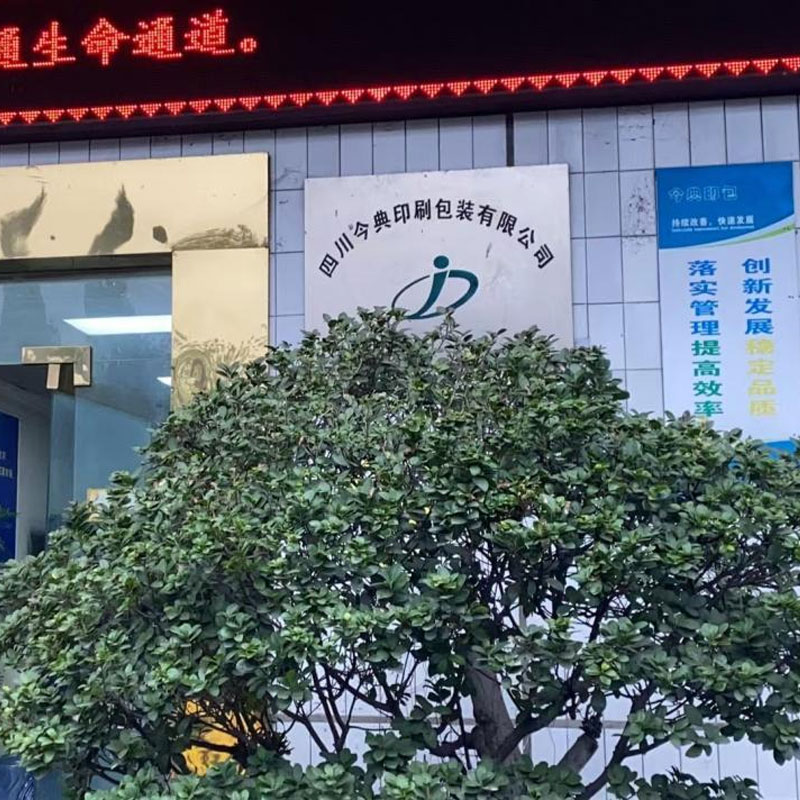 通生命通道。
四川今典印刷包装有限公司
今典印包
持续改善，快速发展
创新发展稳定品质
落实管理提高效率